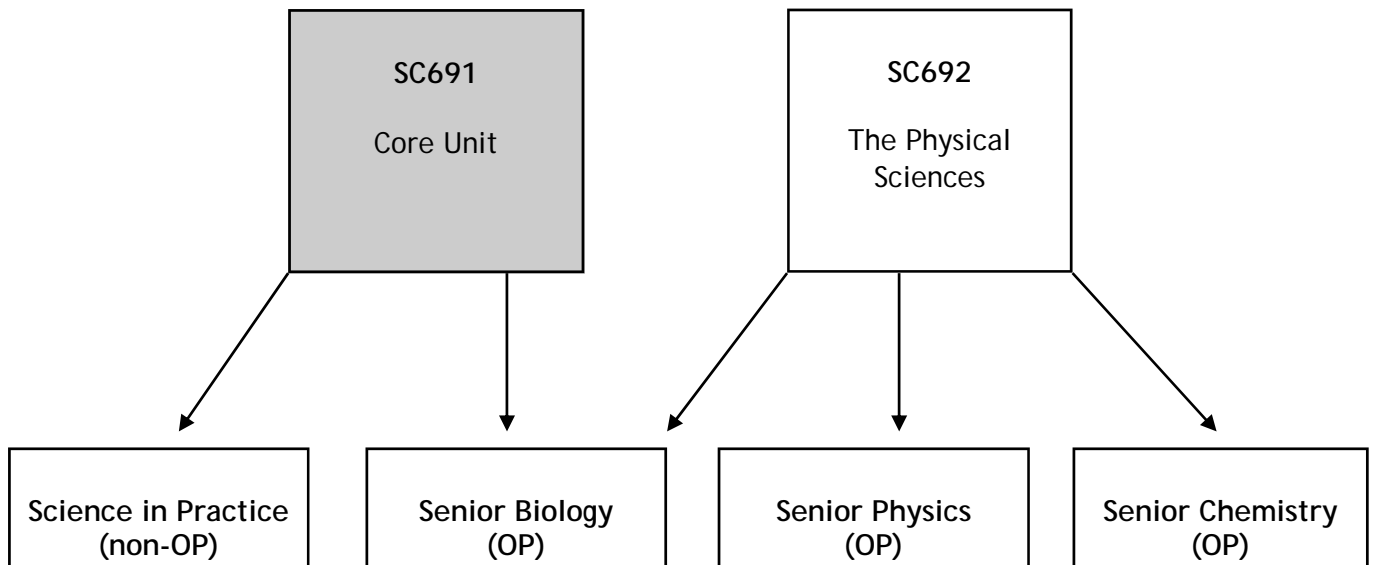 SC691
Core Unit
SC692
The Physical
Sciences
Science in Practice
(non-OP)
Senior Biology
(OP)
Senior Physics
(OP)
Senior Chemistry
(OP)